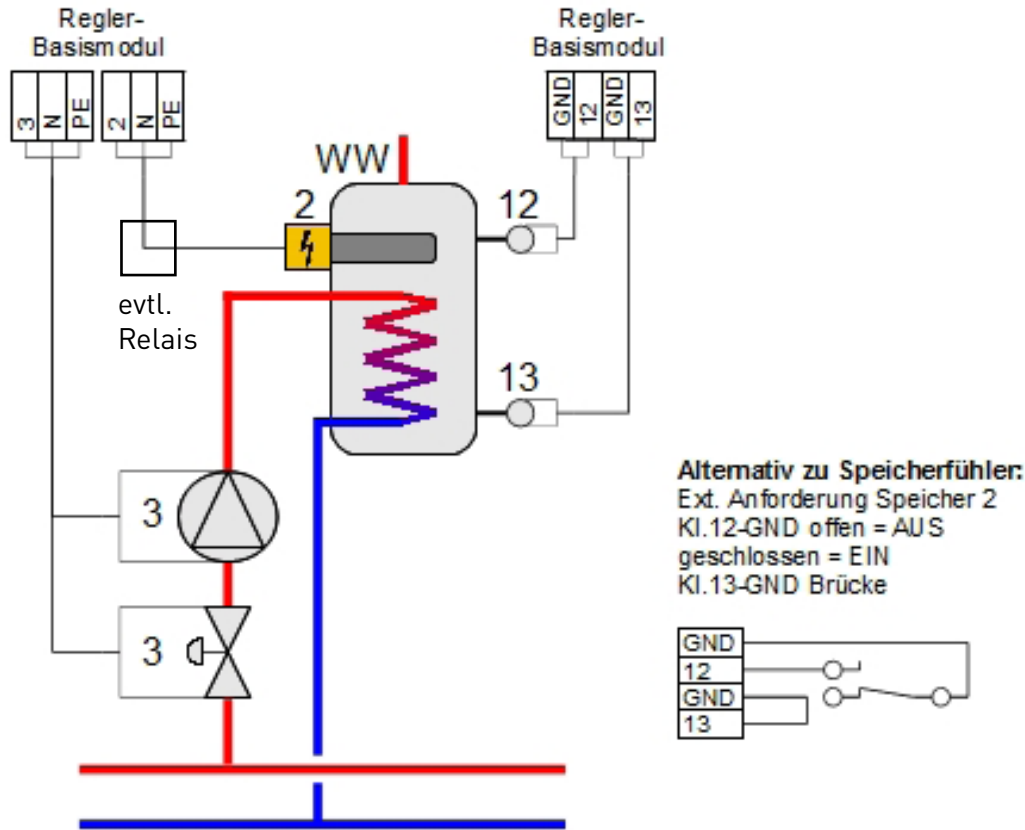 Regler-
Basismodul
3 N PE 2 N PE
Regler-
Basismodul
GND 12 GND 13
WW
2
12
evtl.
Relais
13
3
3
Alternativ zu Speicherfühler:
Ext. Anforderung Speicher 2
Kl.12-GND offen = AUS
geschlossen = EIN
Kl.13-GND Brücke
GND
12
GND
13